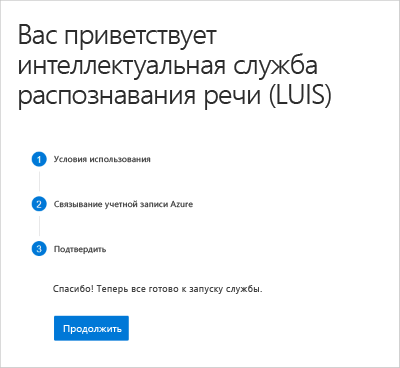 Вас приветствует
интеллектуальная служба
распознавания речи (LUIS)
1 Условия использования
2 Связывание учетной записи Azure
3 Подтвердить
Спасибо! Теперь все готово к запуску службы.
Продолжить